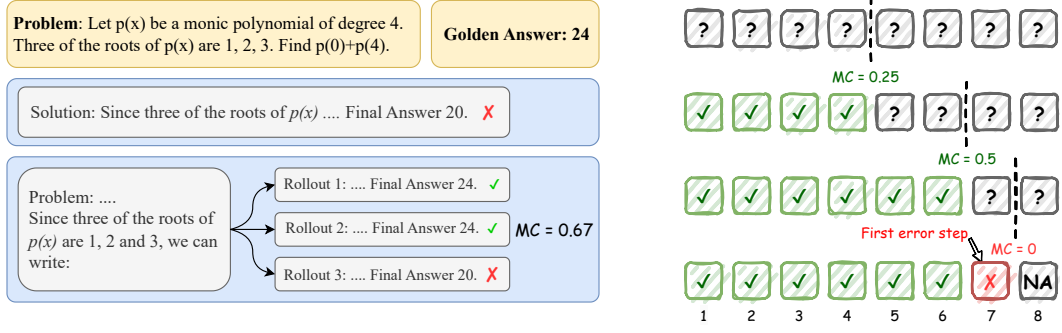 Problem: Let p(x) be a monic polynomial of degree 4.
Three of the roots of p(x) are 1, 2, 3. Find p(0)+p(4).
Golden Answer: 24
Solution: Since three of the roots of p(x) .... Final Answer 20. ✗
Problem: ....
Since three of the roots of
p(x) are 1, 2 and 3, we can
write:
Rollout 1: .... Final Answer 24. ✓
Rollout 2: .... Final Answer 24. ✓
Rollout 3: .... Final Answer 20. ✗
MC = 0.67
? ? ? ? ? ? ? ?
MC = 0.25
✓ ✓ ✓ ✓ ? ? ? ?
MC = 0.5
✓ ✓ ✓ ✓ ✓ ✓ ? ?
First error step
MC = 0
✓ ✓ ✓ ✓ ✓ ✓ ✗ NA
1 2 3 4 5 6 7 8